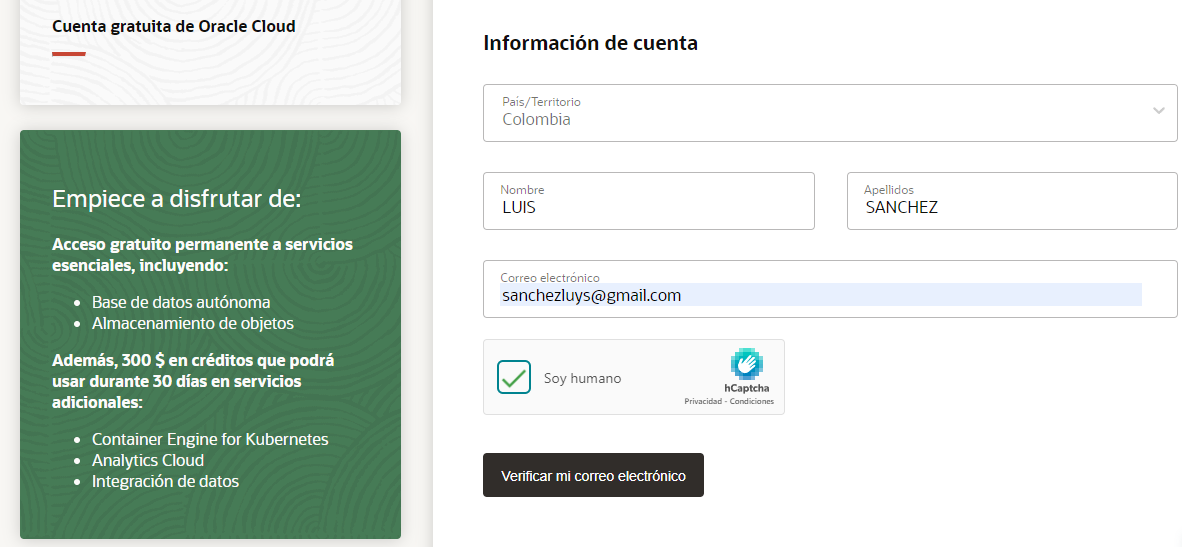 Cuenta gratuita de Oracle Cloud
Empiece a disfrutar de:
Acceso gratuito permanente a servicios
esenciales, incluyendo:
• Base de datos autónoma
• Almacenamiento de objetos
Además, 300 $ en créditos que podrá
usar durante 30 días en servicios
adicionales:
• Container Engine for Kubernetes
• Analytics Cloud
• Integración de datos
Información de cuenta
País/Territorio
Colombia
Nombre
LUIS
Apellidos
SANCHEZ
Correo electrónico
sanchezluys@gmail.com
Soy humano
hCaptcha
Privacidad - Condiciones
Verificar mi correo electrónico